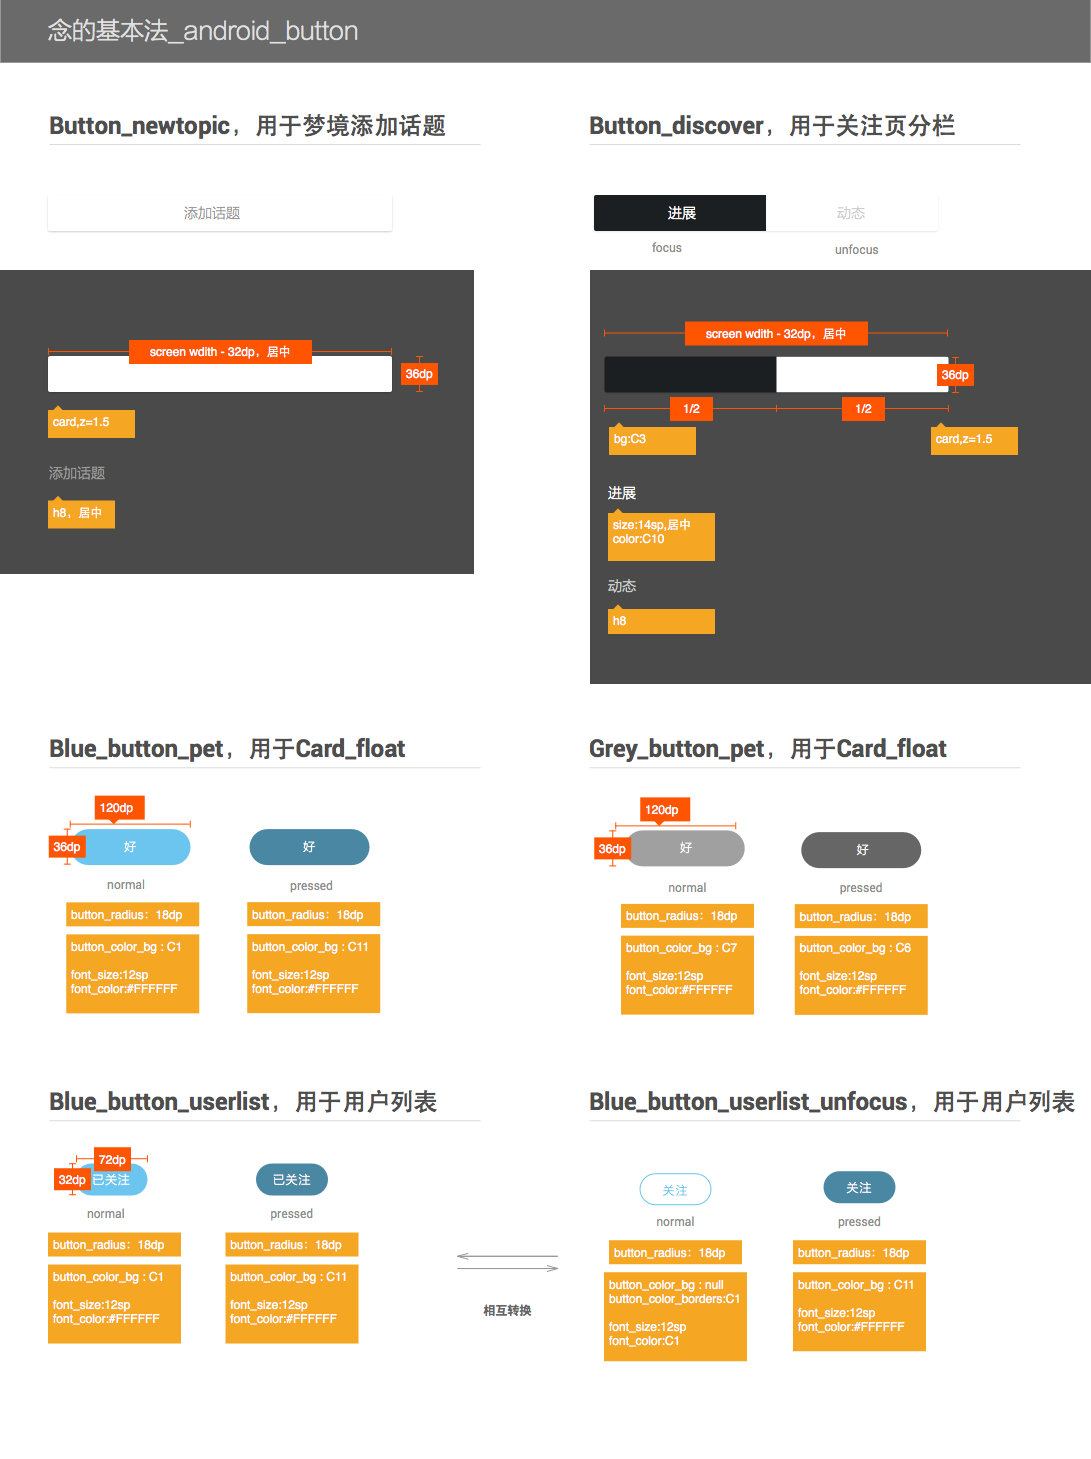 念的基本法_android_button
Button_newtopic，用于梦境添加话题
添加话题
screen wdith - 32dp，居中
36dp
card,z=1.5
添加话题
h8，居中
Button_discover，用于关注页分栏
进展
动态
focus
unfocus
screen wdith - 32dp，居中
36dp
1/2
1/2
bg:C3
card,z=1.5
进展
size:14sp,居中
color:C10
动态
h8
Blue_button_pet，用于Card_float
120dp
36dp
好
好
normal
pressed
button_radius：18dp
button_radius：18dp
button_color_bg : C1
font_size:12sp
font_color:#FFFFFF
button_color_bg : C11
font_size:12sp
font_color:#FFFFFF
Grey_button_pet，用于Card_float
120dp
36dp
好
好
normal
pressed
button_radius：18dp
button_radius：18dp
button_color_bg : C7
font_size:12sp
font_color:#FFFFFF
button_color_bg : C6
font_size:12sp
font_color:#FFFFFF
Blue_button_userlist，用于用户列表
72dp
32dp
已关注
已关注
normal
pressed
button_radius：18dp
button_radius：18dp
button_color_bg : C1
font_size:12sp
font_color:#FFFFFF
button_color_bg : C11
font_size:12sp
font_color:#FFFFFF
相互转换
Blue_button_userlist_unfocus，用于用户列表
关注
关注
normal
pressed
button_radius：18dp
button_radius：18dp
button_color_bg : null
button_color_borders:C1
font_size:12sp
font_color:C1
button_color_bg : C11
font_size:12sp
font_color:#FFFFFF